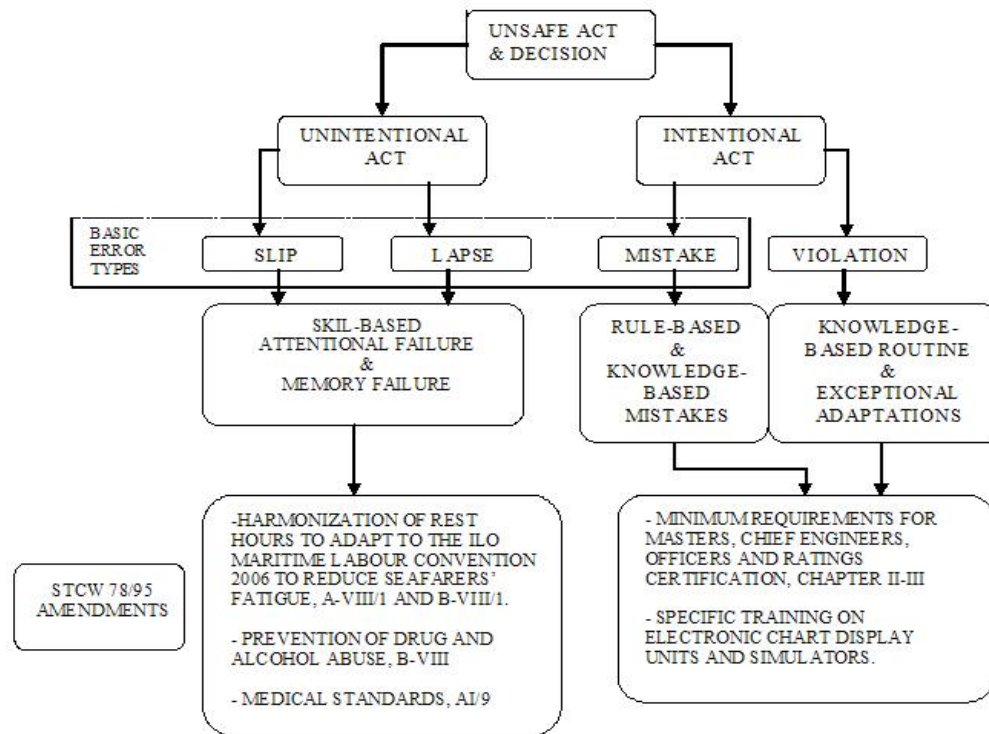 UNSAFE ACT
& DECISION
UNINTENTIONAL
ACT
INTENTIONAL
ACT
BASIC
ERROR
TYPES
SLIP
LAPSE
MISTAKE
VIOLATION
SKIL-BASED
ATTENTIONAL FAILURE
&
MEMORY FAILURE
RULE-BASED
&
KNOWLEDGE-
BASED
MISTAKES
KNOWLEDGE-
BASED ROUTINE
&
EXCEPTIONAL
ADAPTATIONS
STCW 78/95
AMENDMENTS
-HARMONIZATION OF REST
HOURS TO ADAPT TO THE ILO
MARITIME LABOUR CONVENTION
2006 TO REDUCE SEAFARERS'
FATIGUE, A-VIII/1 AND B-VIII/1.
- PREVENTION OF DRUG AND
ALCOHOL ABUSE, B-VIII
- MEDICAL STANDARDS, AI/9
- MINIMUM REQUIREMENTS FOR
MASTERS, CHIEF ENGINEERS,
OFFICERS AND RATINGS
CERTIFICATION, CHAPTER II-III
- SPECIFIC TRAINING ON
ELECTRONIC CHART DISPLAY
UNITS AND SIMULATORS.